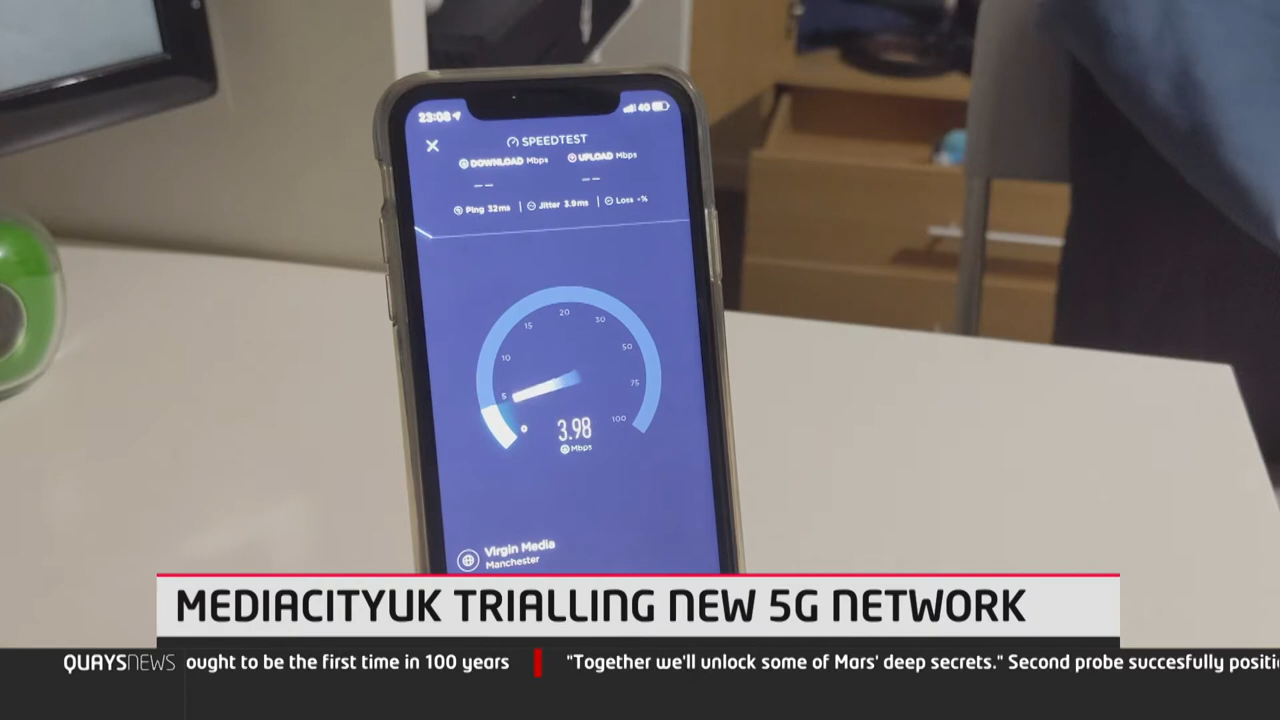 23:08
4G
SPEEDTEST
DOWNLOAD Mbps
UPLOAD Mbps
Ping 32ms
Jitter 3.9ms
Loss -%
0
5
10
15
20
30
50
75
100
3.98
Mbps
Virgin Media
Manchester
MEDIACITYUK TRIALLING NEW 5G NETWORK
QUAYSNEWS
ought to be the first time in 100 years
"Together we'll unlock some of Mars' deep secrets." Second probe succesfully positi